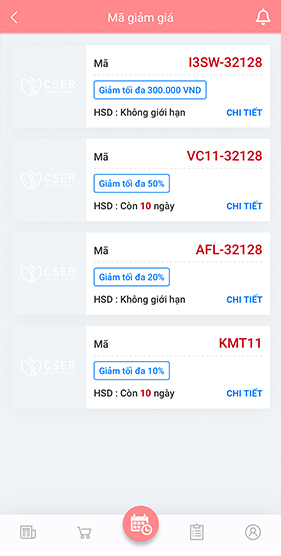 Mã giảm giá
CSER
Mã I3SW-32128
Giảm tối đa 300.000 VND
HSD : Không giới hạn CHI TIẾT
CSER
Mã VC11-32128
Giảm tối đa 50%
HSD : Còn 10 ngày CHI TIẾT
CSER
Mã AFL-32128
Giảm tối đa 20%
HSD : Không giới hạn CHI TIẾT
CSER
Mã KMT11
Giảm tối đa 10%
HSD : Còn 10 ngày CHI TIẾT